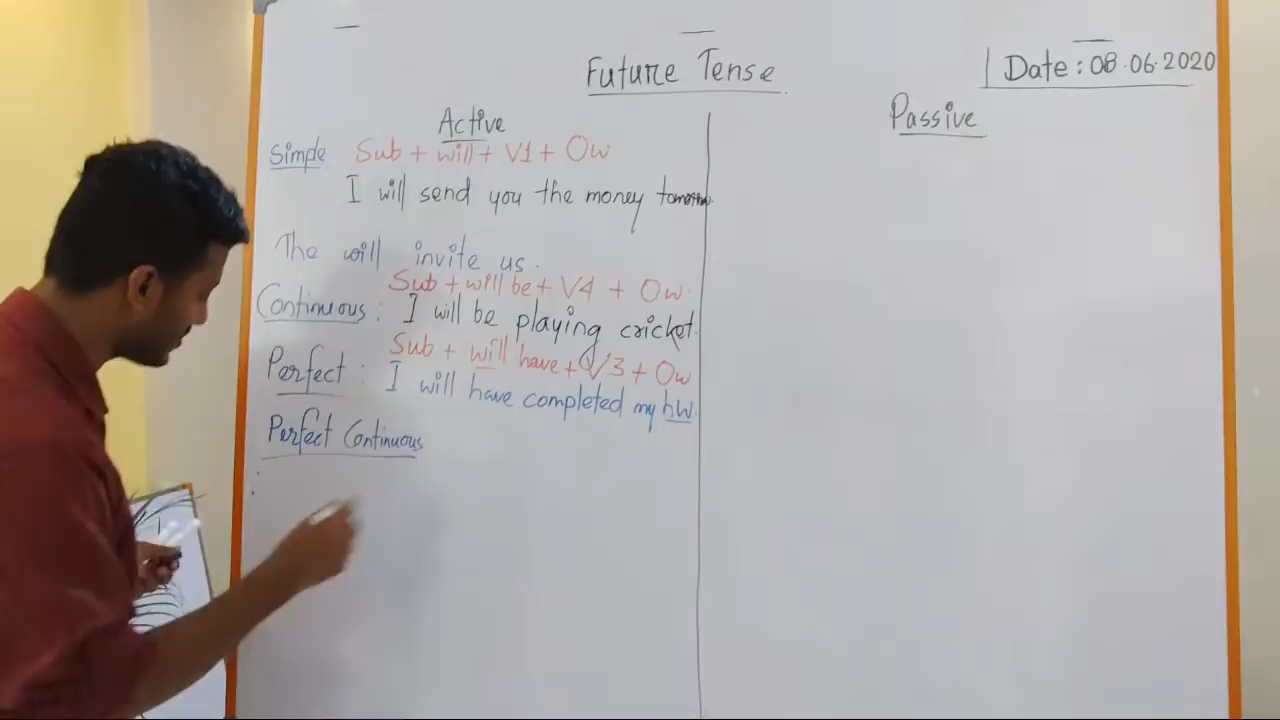 Future Tense
Date : 08.06.2020
Active
Passive
Simple Sub + will + V1 + Ow
I will send you the money tomorrow.
The will invite us.
Sub + will be + V4 + Ow.
Continuous : I will be playing cricket.
Sub + will have + V3 + Ow
Perfect : I will have completed my hw.
Perfect Continuous
: